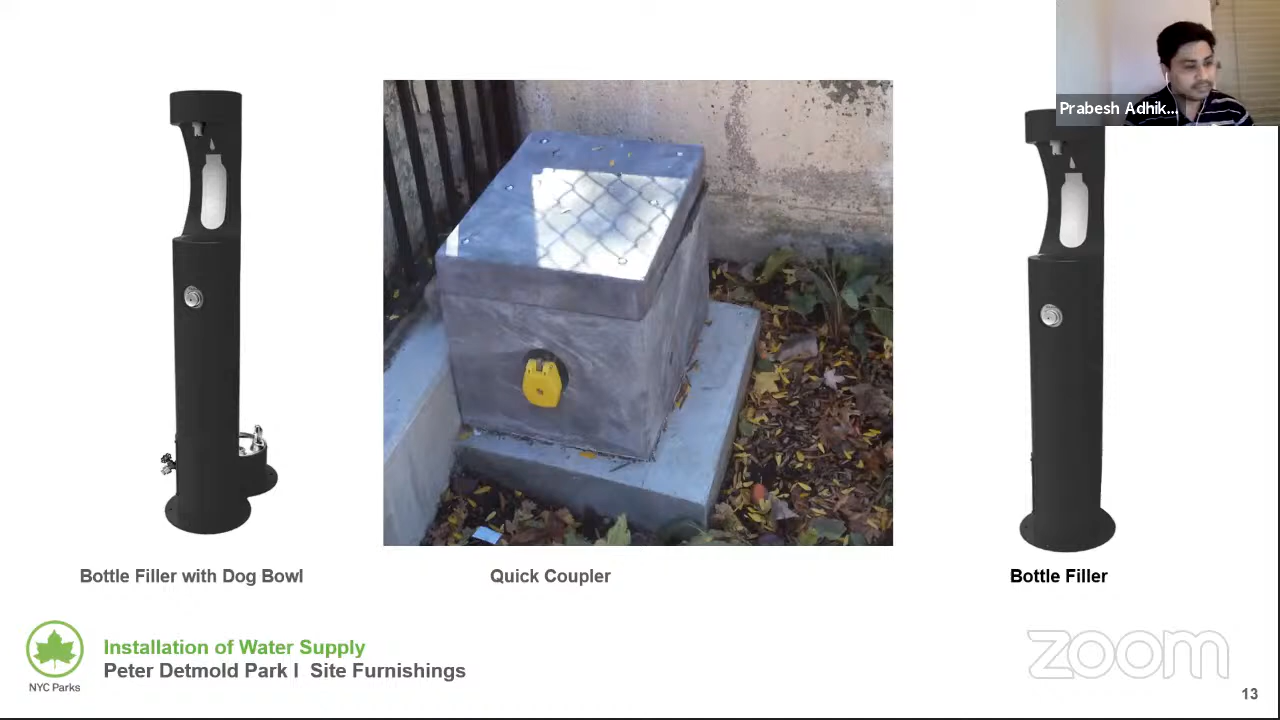 Prabesh Adhik...
Bottle Filler with Dog Bowl
Quick Coupler
Bottle Filler
Installation of Water Supply
Peter Detmold Park I Site Furnishings
NYC Parks
zoom
13